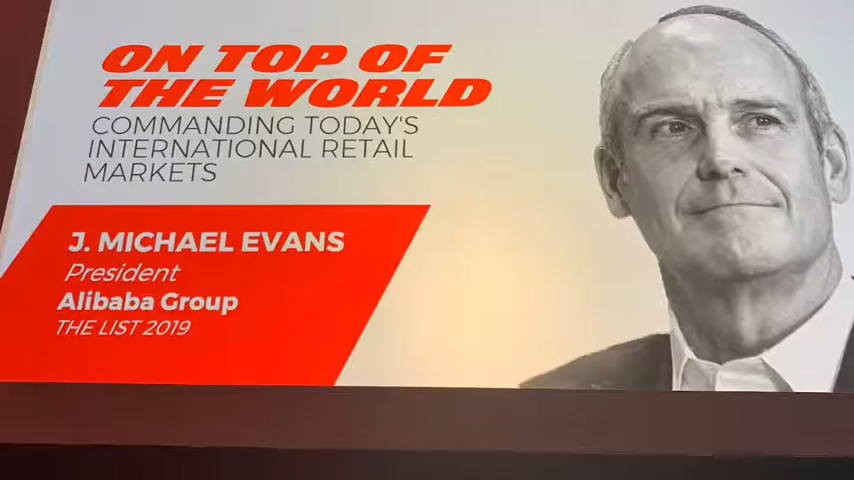 ON TOP OF
THE WORLD
COMMANDING TODAY'S
INTERNATIONAL RETAIL
MARKETS
J. MICHAEL EVANS
President
Alibaba Group
THE LIST 2019